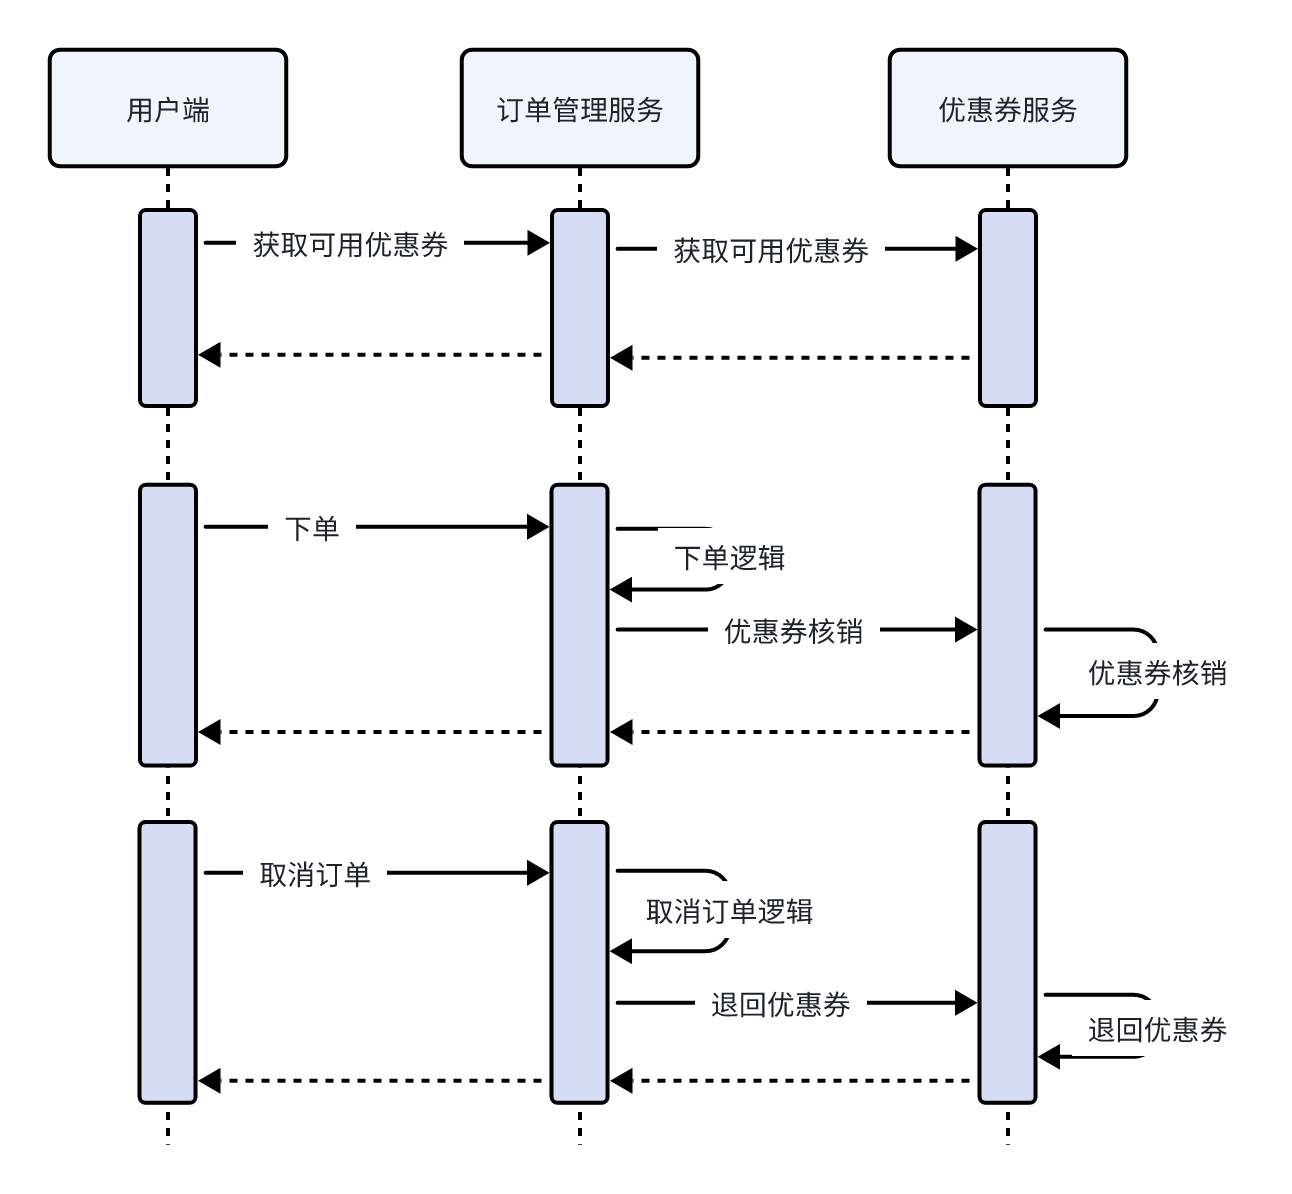 用户端
订单管理服务
优惠券服务
获取可用优惠券
获取可用优惠券
下单
下单逻辑
优惠券核销
优惠券核销
取消订单
取消订单逻辑
退回优惠券
退回优惠券